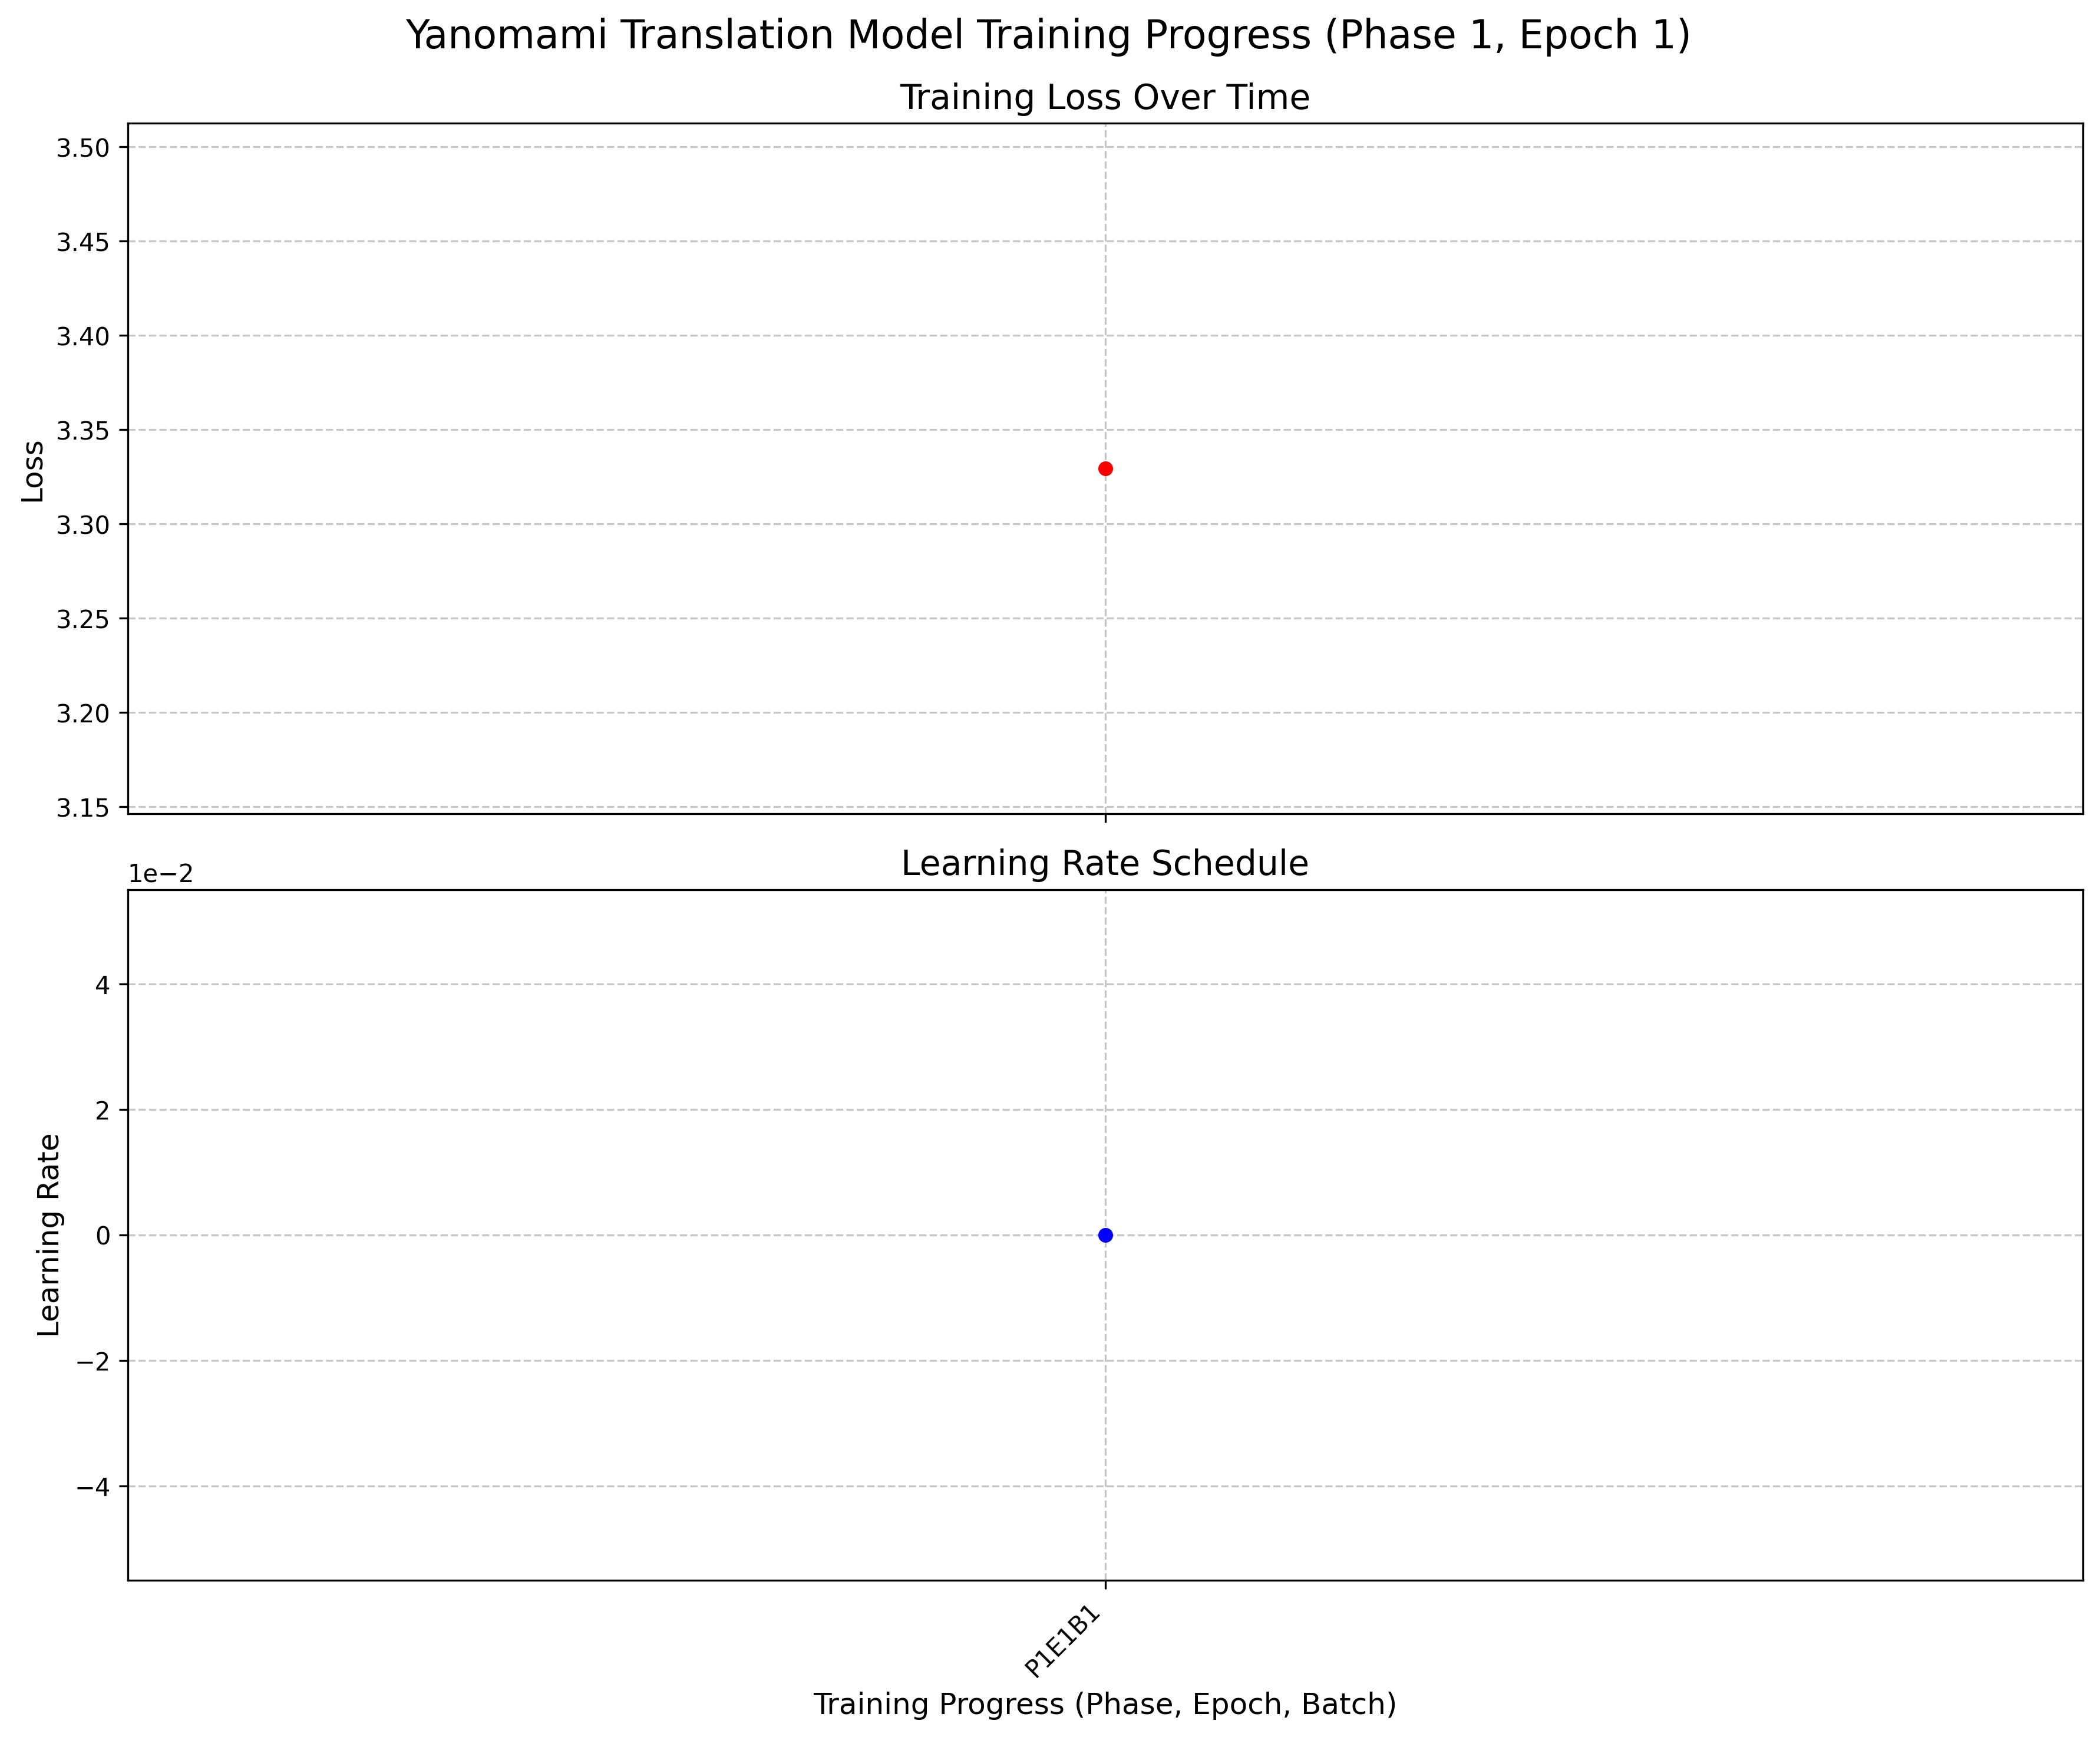 Yanomami Translation Model Training Progress (Phase 1, Epoch 1)
Training Loss Over Time
3.50
3.45
3.40
3.35
3.30
3.25
3.20
3.15
Loss
Learning Rate Schedule
1e−2
4
2
0
−2
−4
Learning Rate
P1E1B1
Training Progress (Phase, Epoch, Batch)